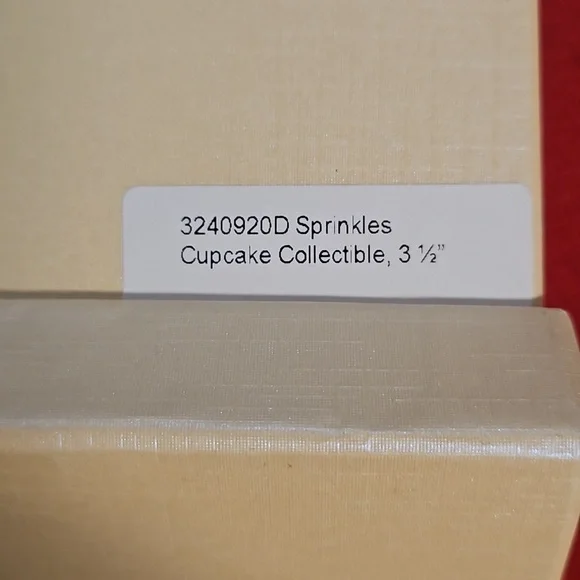 3240920D Sprinkles
Cupcake Collectible, 3 ½"